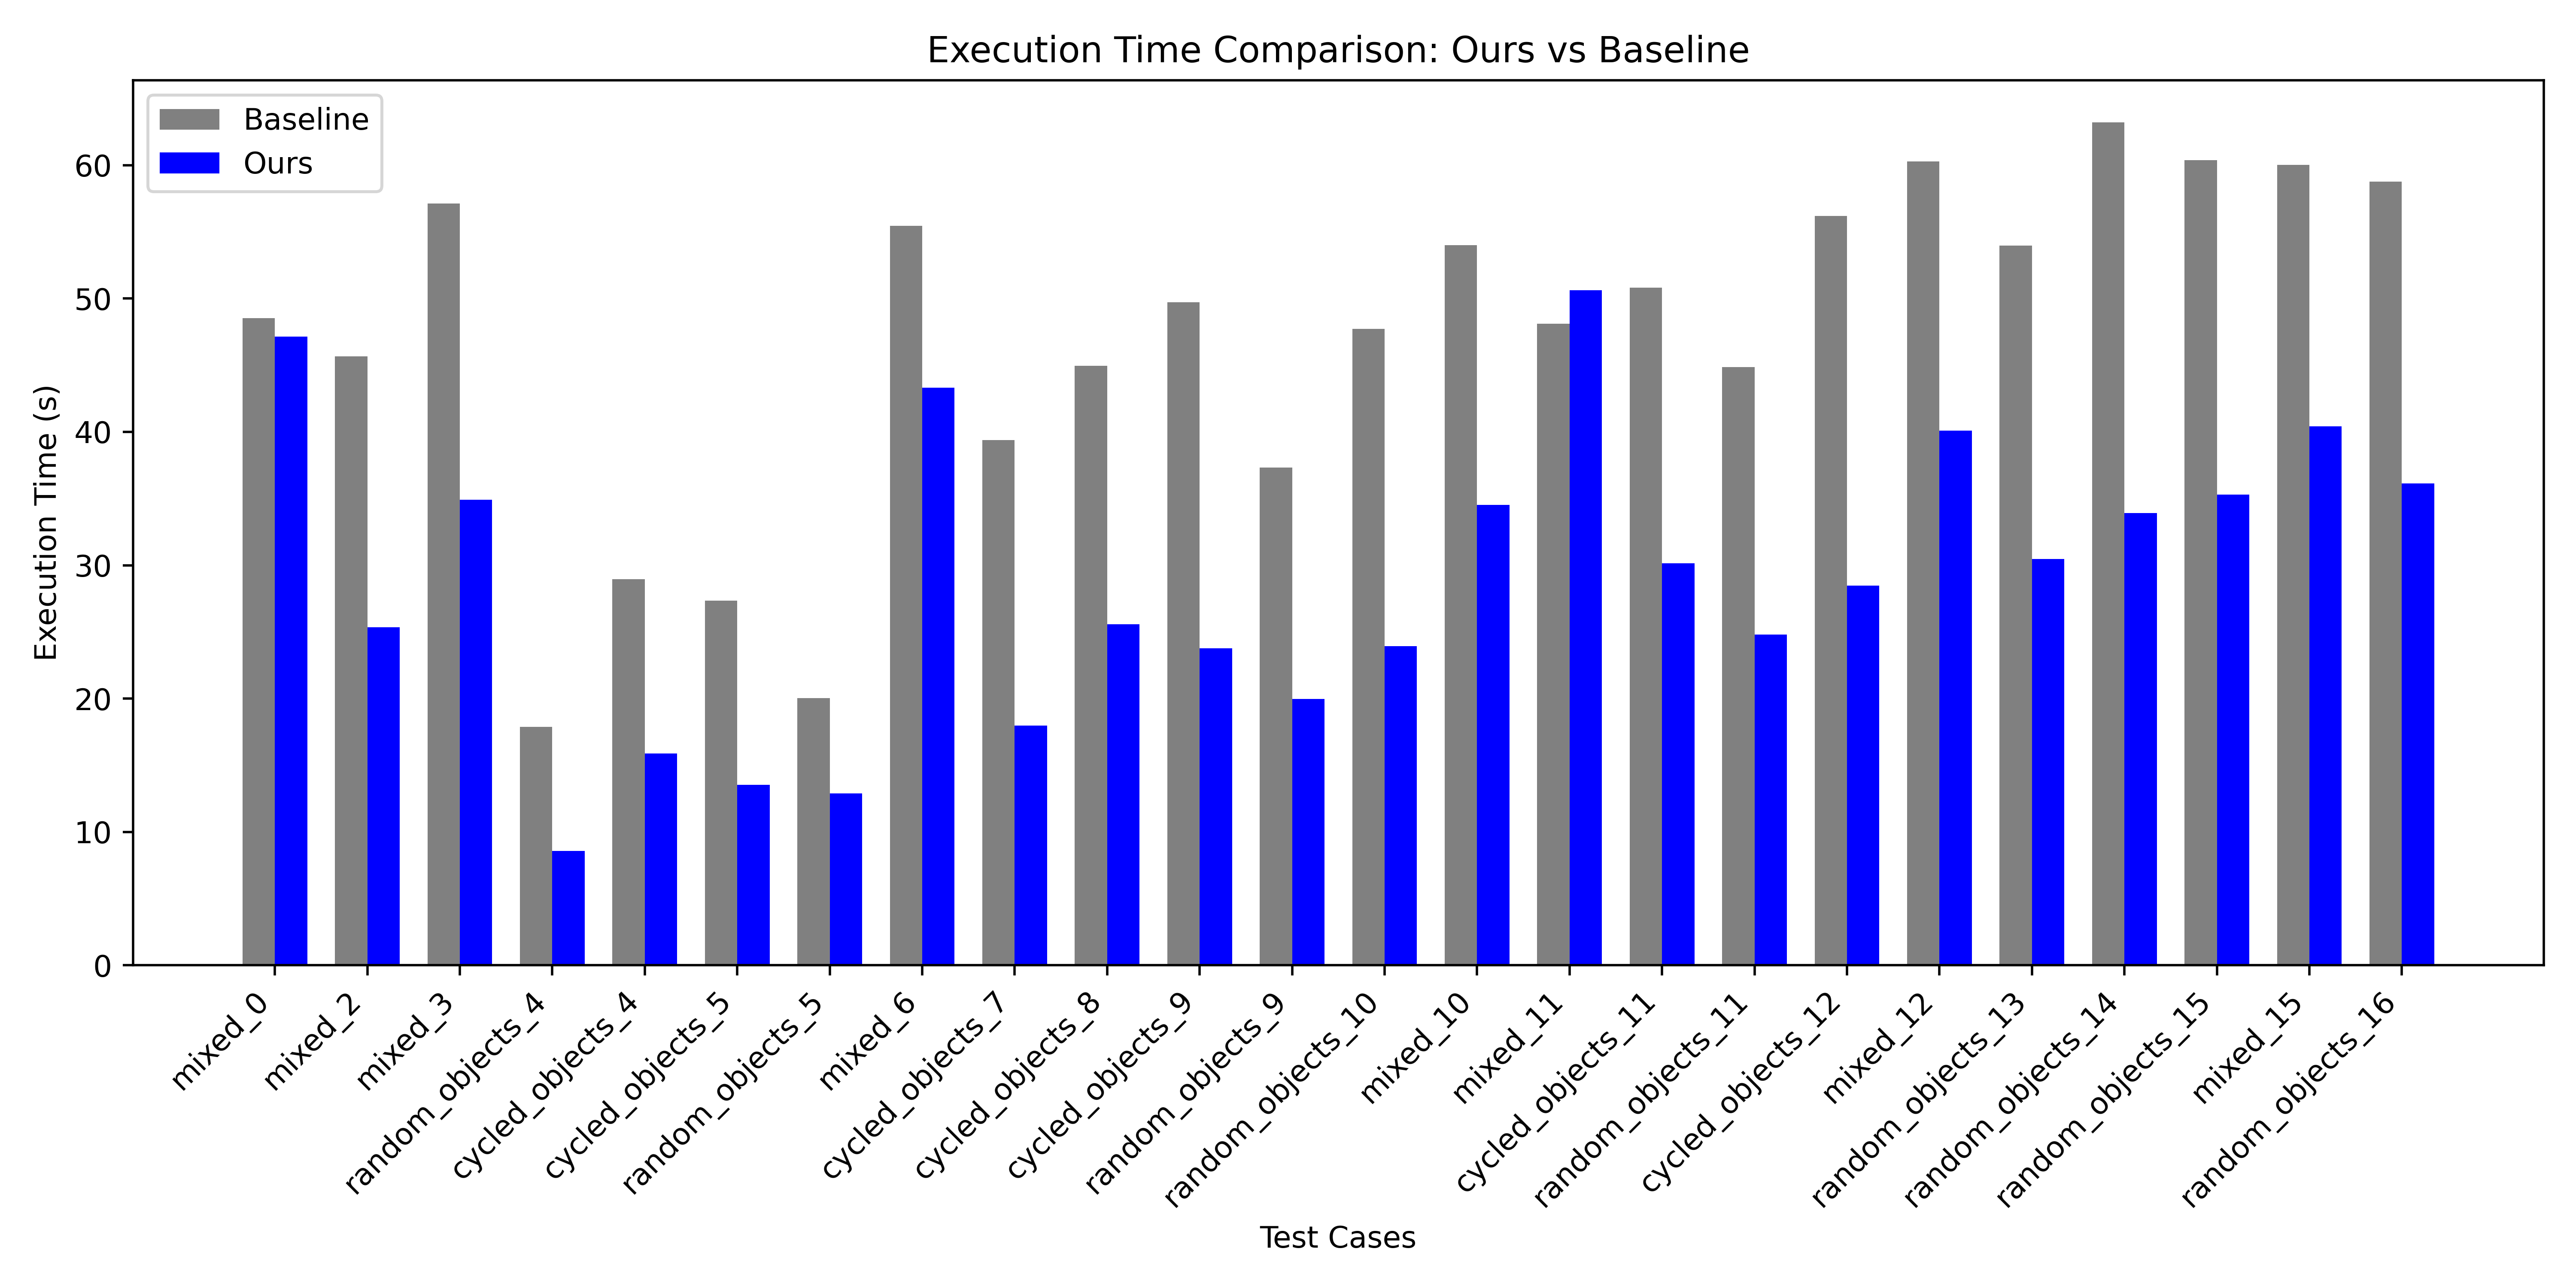 Execution Time Comparison: Ours vs Baseline
Baseline
Ours
Execution Time (s)
60
50
40
30
20
10
0
mixed_0
mixed_2
mixed_3
random_objects_4
cycled_objects_4
cycled_objects_5
random_objects_5
mixed_6
cycled_objects_7
cycled_objects_8
cycled_objects_9
random_objects_9
random_objects_10
mixed_10
mixed_11
cycled_objects_11
random_objects_11
cycled_objects_12
mixed_12
random_objects_13
random_objects_14
random_objects_15
mixed_15
random_objects_16
Test Cases